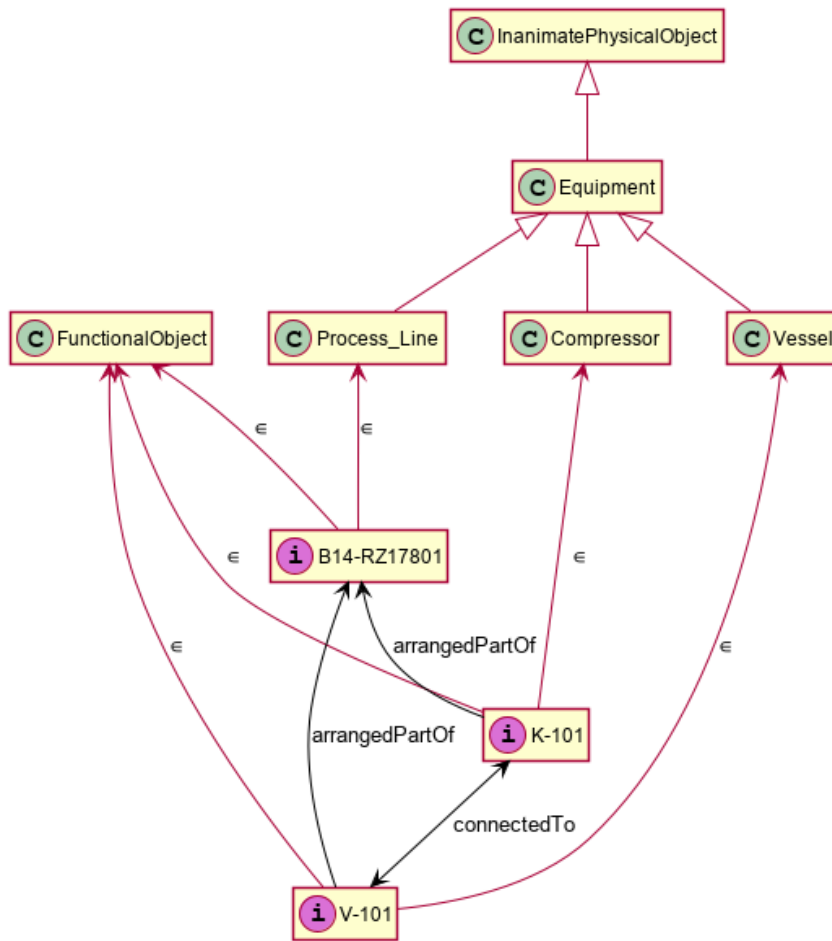 C InanimatePhysicalObject
C Equipment
C FunctionalObject
C Process_Line
C Compressor
C Vessel
∈
∈
i B14-RZ17801
∈
∈
arrangedPartOf
∈
∈
arrangedPartOf
i K-101
connectedTo
i V-101